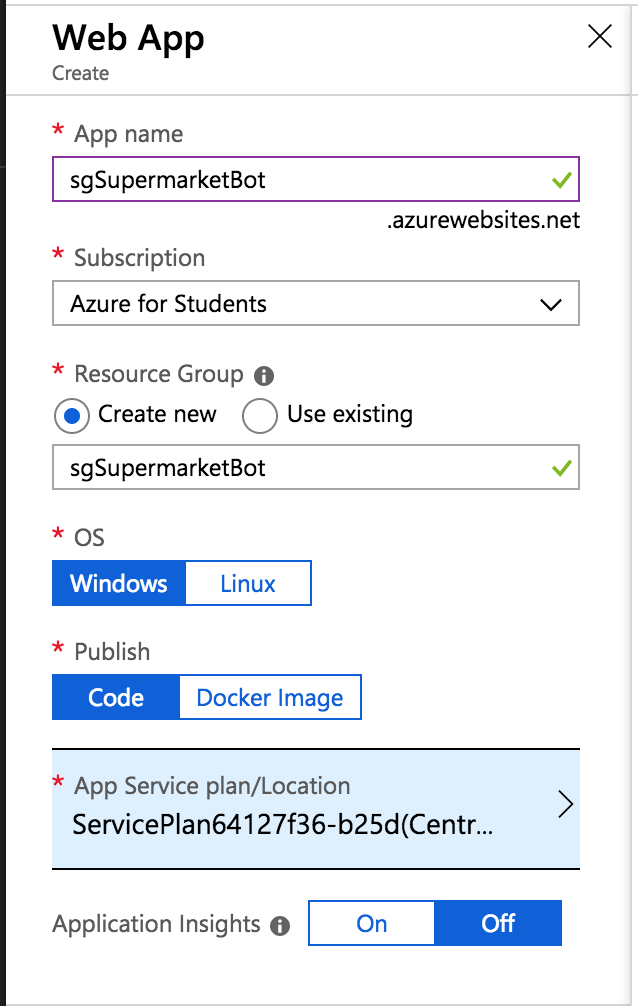 Web App
Create
* App name
sgSupermarketBot
.azurewebsites.net
* Subscription
Azure for Students
* Resource Group
Create new Use existing
sgSupermarketBot
* OS
Windows Linux
* Publish
Code Docker Image
* App Service plan/Location
ServicePlan64127f36-b25d(Centr...
Application Insights On Off